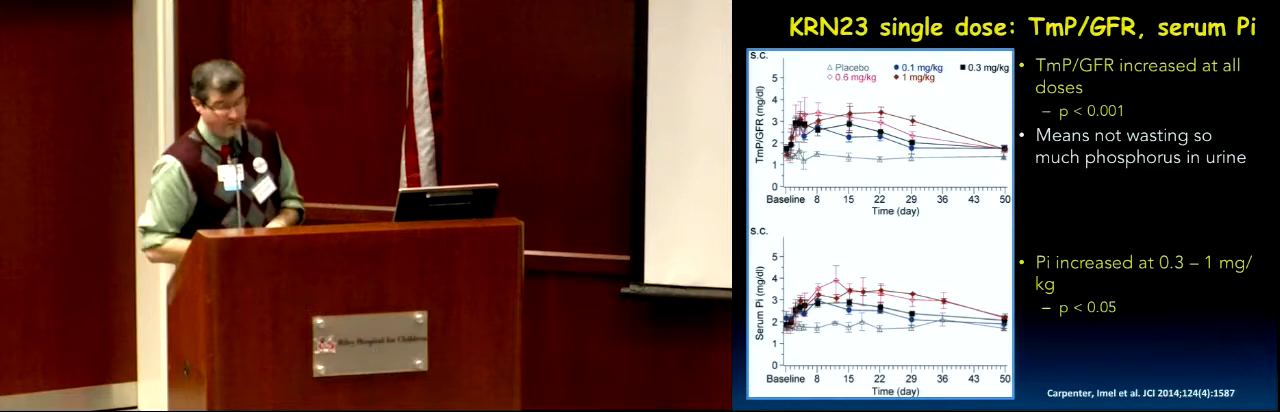 Riley Hospital for Children
KRN23 single dose: TmP/GFR, serum Pi
S.C.
Placebo
0.1 mg/kg
0.3 mg/kg
0.6 mg/kg
1 mg/kg
TmP/GFR (mg/dl)
5
4
3
2
1
0
Baseline 8 15 22 29 36 43 50
Time (day)
S.C.
Serum Pi (mg/dl)
5
4
3
2
1
0
Baseline 8 15 22 29 36 43 50
Time (day)
• TmP/GFR increased at all
doses
– p < 0.001
• Means not wasting so
much phosphorus in urine
• Pi increased at 0.3 – 1 mg/
kg
– p < 0.05
Carpenter, Imel et al. JCI 2014;124(4):1587